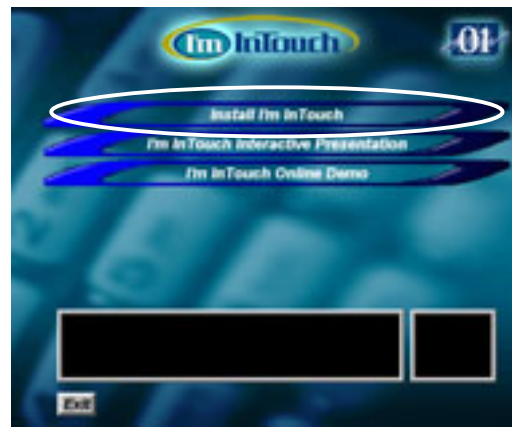 I'm InTouch
01
Install I'm InTouch
I'm InTouch Interactive Presentation
I'm InTouch Online Demo
Exit